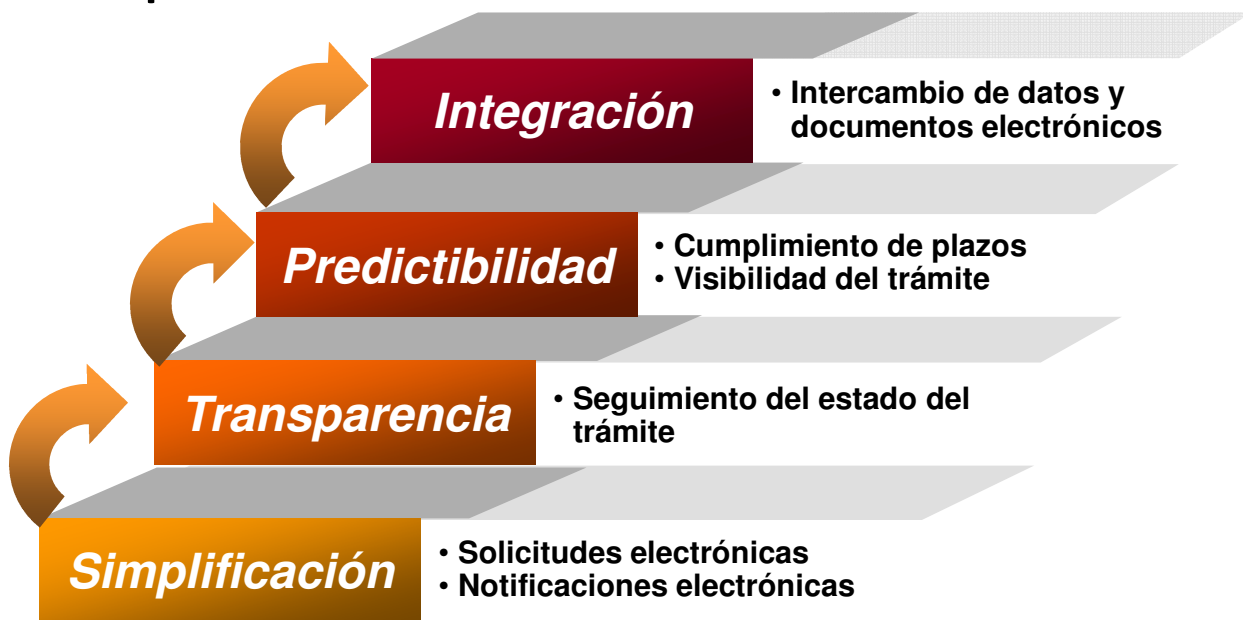 Integración
• Intercambio de datos y
documentos electrónicos
Predictibilidad
• Cumplimiento de plazos
• Visibilidad del trámite
Transparencia
• Seguimiento del estado del
trámite
Simplificación
• Solicitudes electrónicas
• Notificaciones electrónicas